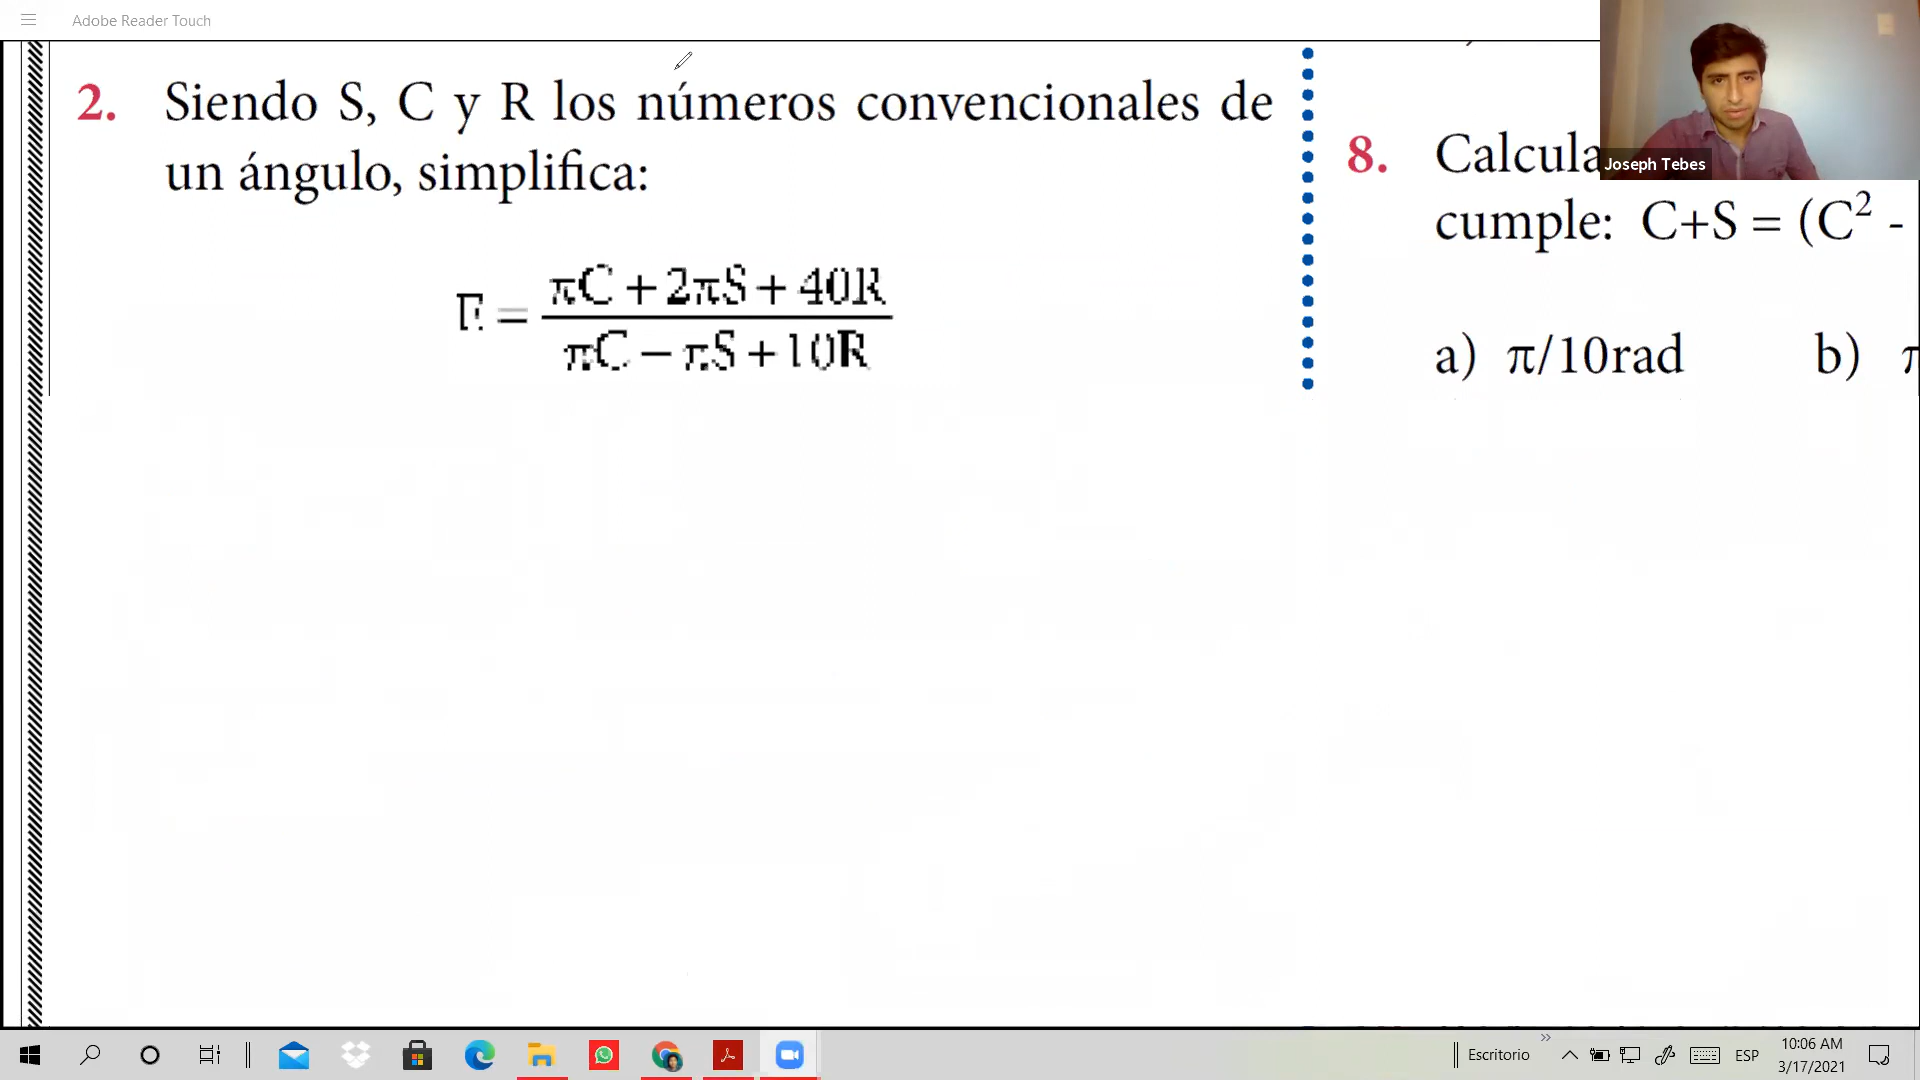 Adobe Reader Touch
2. Siendo S, C y R los números convencionales de
un ángulo, simplifica:
E = \frac{πC + 2πS + 40R}{πC − πS + 10R}
8. Calcula
cumple: C+S = (C² -
a) π/10rad b) π
Joseph Tebes
Escritorio
ESP
10:06 AM
3/17/2021